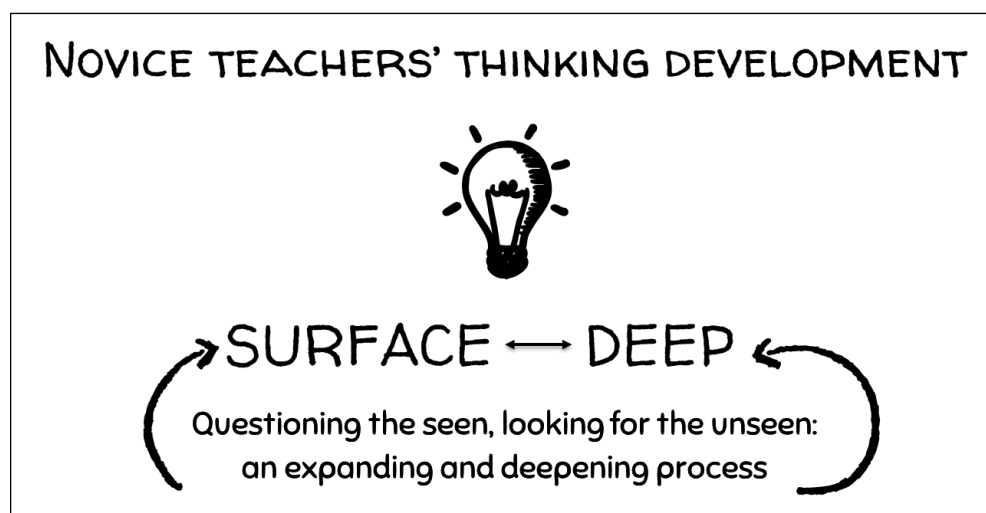 NOVICE TEACHERS' THINKING DEVELOPMENT
SURFACE DEEP
Questioning the seen, looking for the unseen:
an expanding and deepening process